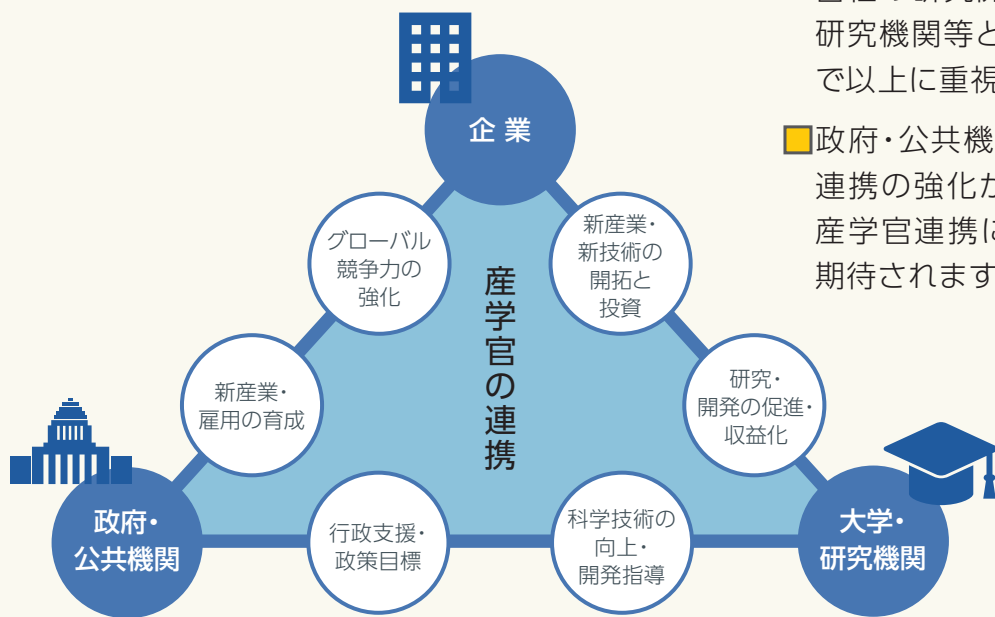 研究機関等と
で以上に重視
■政府・公共機
連携の強化が
産学官連携に
期待されます
企業
グローバル
競争力の
強化
新産業・
新技術の
開拓と
投資
産学官の連携
新産業・
雇用の育成
研究・
開発の促進・
収益化
政府・
公共機関
行政支援・
政策目標
科学技術の
向上・
開発指導
大学・
研究機関